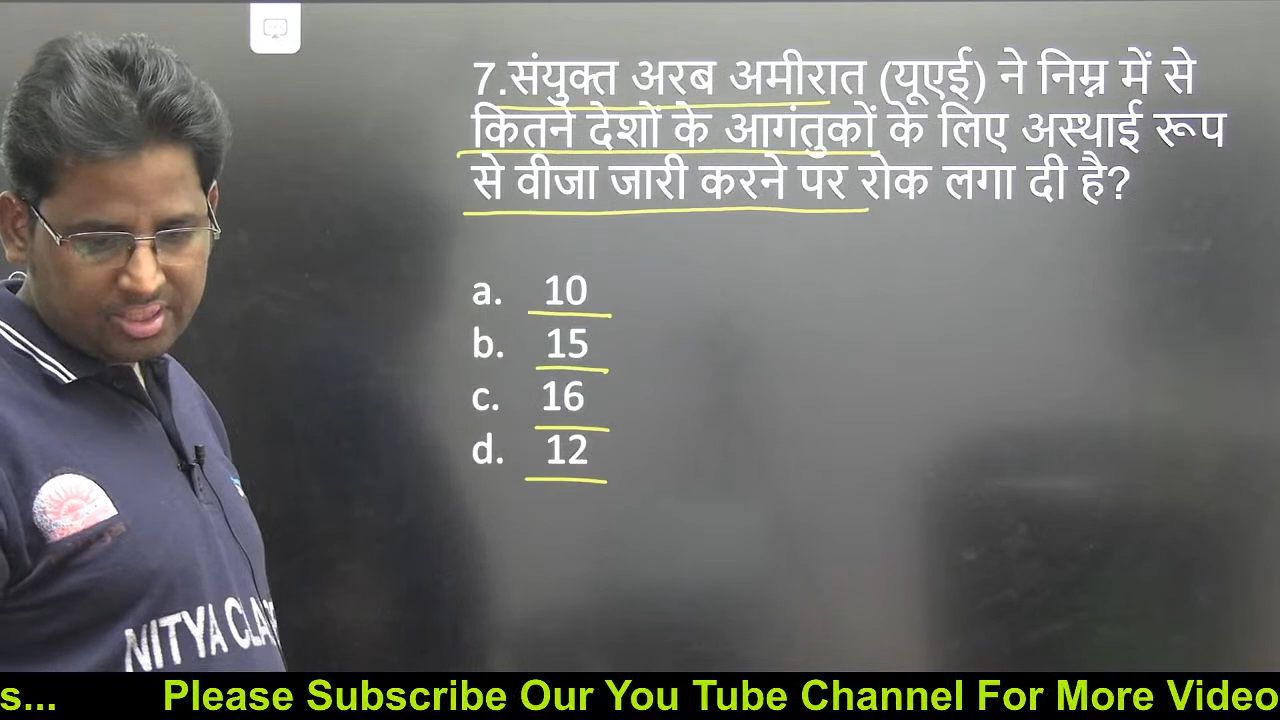 7.संयुक्त अरब अमीरात (यूएई) ने निम्न में से
कितने देशों के आगंतुकों के लिए अस्थाई रूप
से वीजा जारी करने पर रोक लगा दी है?
a. 10
b. 15
c. 16
d. 12
NITYA CLA
s... Please Subscribe Our You Tube Channel For More Video